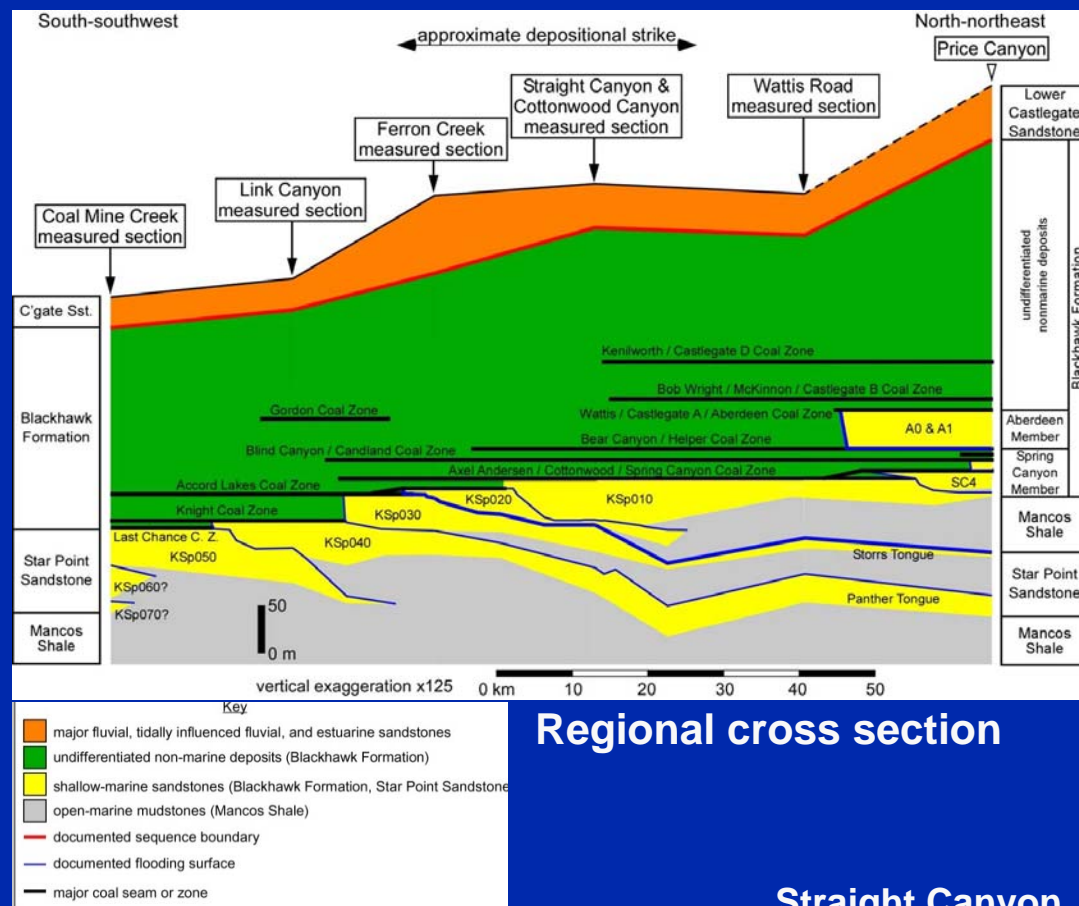 South-southwest
North-northeast
approximate depositional strike
Price Canyon
Straight Canyon &
Cottonwood Canyon
measured section
Wattis Road
measured section
Ferron Creek
measured section
Link Canyon
measured section
Coal Mine Creek
measured section
Lower
Castlegate
Sandstone
undifferentiated
nonmarine deposits
Blackhawk Formation
Aberdeen
Member
Spring
Canyon
Member
Mancos
Shale
Star Point
Sandstone
Mancos
Shale
C'gate Sst.
Blackhawk
Formation
Star Point
Sandstone
Mancos
Shale
Kenilworth / Castlegate D Coal Zone
Bob Wright / McKinnon / Castlegate B Coal Zone
Gordon Coal Zone
Wattis / Castlegate A / Aberdeen Coal Zone
A0 & A1
Bear Canyon / Helper Coal Zone
Blind Canyon / Candland Coal Zone
Axel Andersen / Cottonwood / Spring Canyon Coal Zone
Accord Lakes Coal Zone
SC4
KSp020
KSp010
Knight Coal Zone
KSp030
Last Chance C. Z.
KSp040
KSp050
Storrs Tongue
KSp060?
Panther Tongue
KSp070?
50
0 m
vertical exaggeration x125
0 km 10 20 30 40 50
Key
major fluvial, tidally influenced fluvial, and estuarine sandstones
undifferentiated non-marine deposits (Blackhawk Formation)
shallow-marine sandstones (Blackhawk Formation, Star Point Sandstone
open-marine mudstones (Mancos Shale)
documented sequence boundary
documented flooding surface
major coal seam or zone
Regional cross section
Straight Canyon